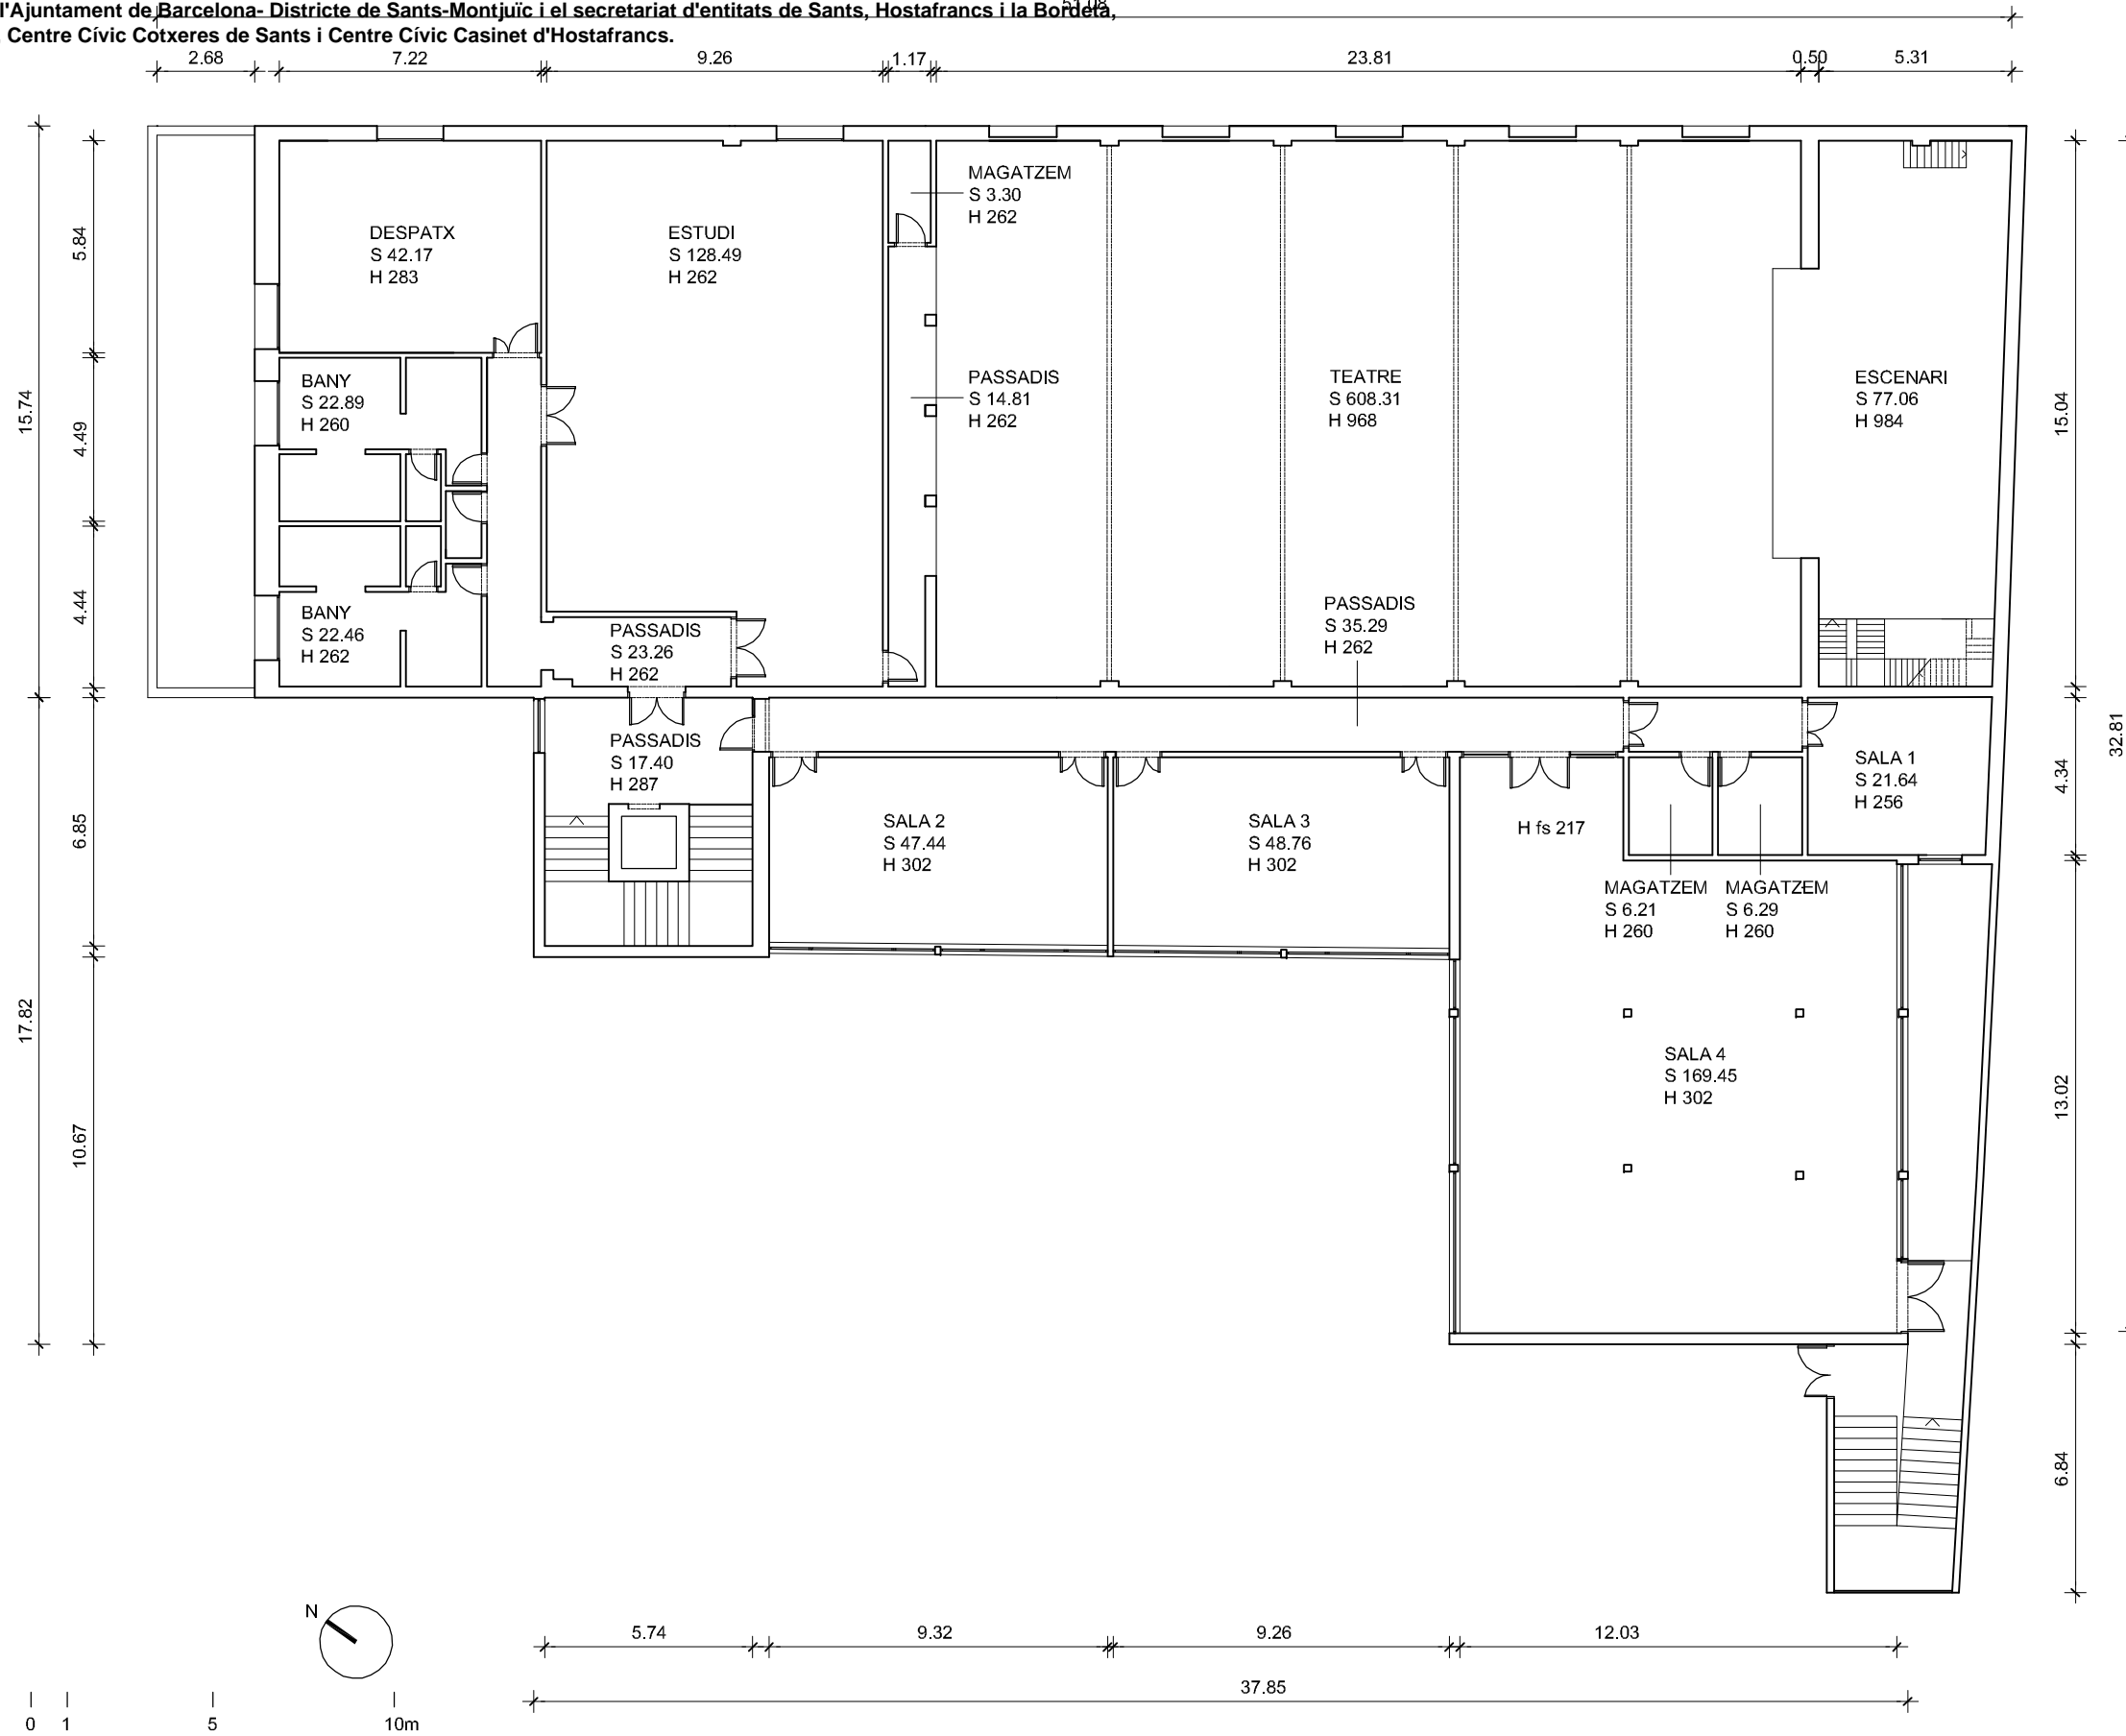 l'Ajuntament de Barcelona- Districte de Sants-Montjuïc i el secretariat d'entitats de Sants, Hostafrancs i la Bordeta,
Centre Cívic Cotxeres de Sants i Centre Cívic Casinet d'Hostafrancs.
2.68
7.22
9.26
1.17
23.81
0.50
5.31
MAGATZEM
S 3.30
H 262
DESPATX
S 42.17
H 283
ESTUDI
S 128.49
H 262
5.84
15.74
4.49
4.44
BANY
S 22.89
H 260
PASSADIS
S 14.81
H 262
TEATRE
S 608.31
H 968
ESCENARI
S 77.06
H 984
15.04
BANY
S 22.46
H 262
PASSADIS
S 23.26
H 262
PASSADIS
S 35.29
H 262
PASSADIS
S 17.40
H 287
SALA 1
S 21.64
H 256
32.81
4.34
6.85
SALA 2
S 47.44
H 302
SALA 3
S 48.76
H 302
H fs 217
MAGATZEM
S 6.21
H 260
MAGATZEM
S 6.29
H 260
17.82
10.67
SALA 4
S 169.45
H 302
13.02
6.84
N
5.74
9.32
9.26
12.03
37.85
0
1
5
10m